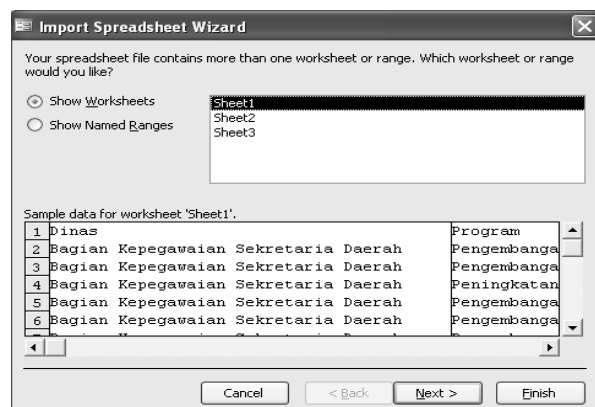 Import Spreadsheet Wizard
Your spreadsheet file contains more than one worksheet or range. Which worksheet or range
would you like?
Show Worksheets
Show Named Ranges
Sheet1
Sheet2
Sheet3
Sample data for worksheet 'Sheet1'.
1 Dinas Program
2 Bagian Kepegawaian Sekretaria Daerah Pengembanga
3 Bagian Kepegawaian Sekretaria Daerah Pengembanga
4 Bagian Kepegawaian Sekretaria Daerah Peningkatan
5 Bagian Kepegawaian Sekretaria Daerah Pengembanga
6 Bagian Kepegawaian Sekretaria Daerah Pengembanga
Cancel < Back Next > Finish